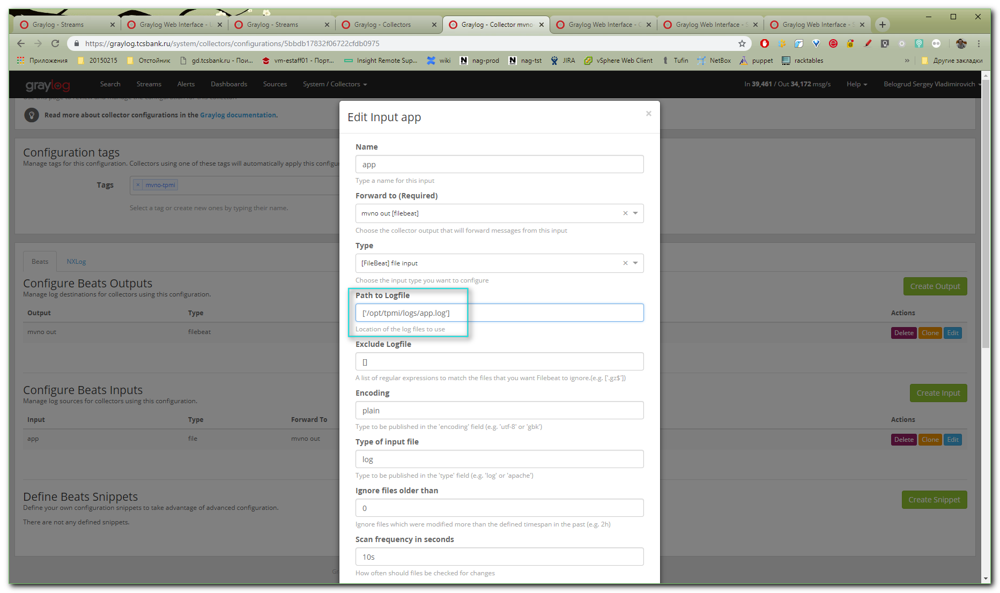 Graylog - Streams
Graylog Web Interface - U
Graylog - Streams
Graylog - Collectors
Graylog - Collector mvno
Graylog Web Interface - C
Graylog Web Interface - S
Graylog Web Interface - S
https://graylog.tcsbank.ru/system/collectors/configurations/5bbdb17832f06722cfdb0975
Приложения
20150215
Отстойник
gd.tcsbank.ru - Пои...
vm-estaff01 - Порт...
Insight Remote Sup...
wiki
nag-prod
nag-tst
JIRA
vSphere Web Client
Tufin
NetBox
puppet
racktables
»
Другие закладки
graylog
Search
Streams
Alerts
Dashboards
Sources
System / Collectors
In 39,461 / Out 34,172 msg/s
Help
Belogrud Sergey Vladimirovich
Use this page to review and manage the configuration for this collector.
Read more about collector configurations in the Graylog documentation.
Configuration tags
Manage tags for this configuration. Collectors using one of these tags will automatically apply this configu
Tags
× mvno-tpmi
Select a tag or create new ones by typing their name.
Beats
NXLog
Configure Beats Outputs
Manage log destinations for collectors using this configuration.
Create Output
Output
Type
Actions
mvno out
filebeat
Delete
Clone
Edit
Configure Beats Inputs
Manage log sources for collectors using this configuration.
Create Input
Input
Type
Forward To
Actions
app
file
mvno out
Delete
Clone
Edit
Define Beats Snippets
Define your own configuration snippets to take advantage of advanced configuration.
Create Snippet
There are not any defined snippets.
Gr
Edit Input app
×
Name
app
Type a name for this input
Forward to (Required)
mvno out [filebeat]
×
Choose the collector output that will forward messages from this input
Type
[FileBeat] file input
×
Choose the input type you want to configure
Path to Logfile
['/opt/tpmi/logs/app.log']
Location of the log files to use
Exclude Logfile
[]
A list of regular expressions to match the files that you want Filebeat to ignore.(e.g. ['.gz$'])
Encoding
plain
Type to be published in the 'encoding' field (e.g. 'utf-8' or 'gbk')
Type of input file
log
Type to be published in the 'type' field (e.g. 'log' or 'apache')
Ignore files older than
0
Ignore files which were modified more than the defined timespan in the past (e.g. 2h)
Scan frequency in seconds
10s
How often should files be checked for changes